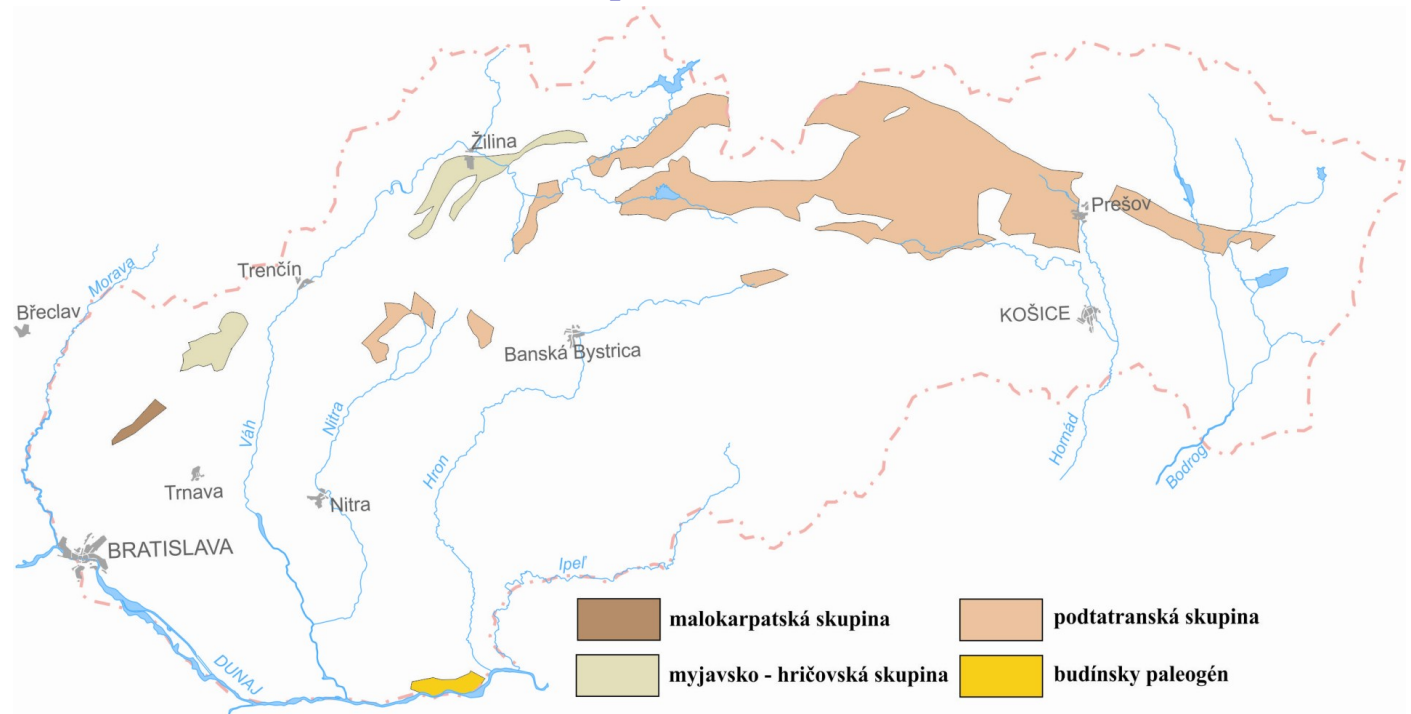 Žilina
Prešov
Morava
Trenčín
Břeclav
KOŠICE
Banská Bystrica
Váh
Nitra
Hron
Hornád
Bodrog
Trnava
Nitra
BRATISLAVA
Ipeľ
DUNAJ
malokarpatská skupina
podtatranská skupina
myjavsko - hričovská skupina
budínsky paleogén